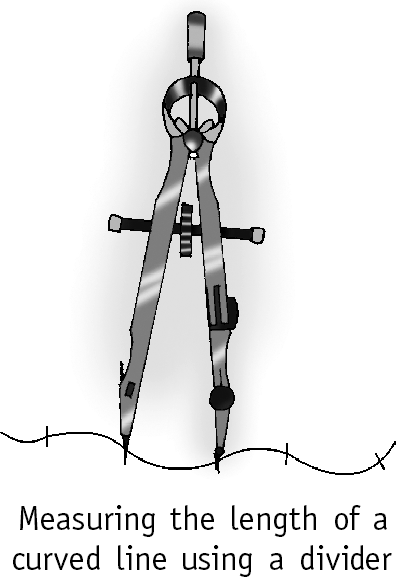 Measuring the length of a
curved line using a divider